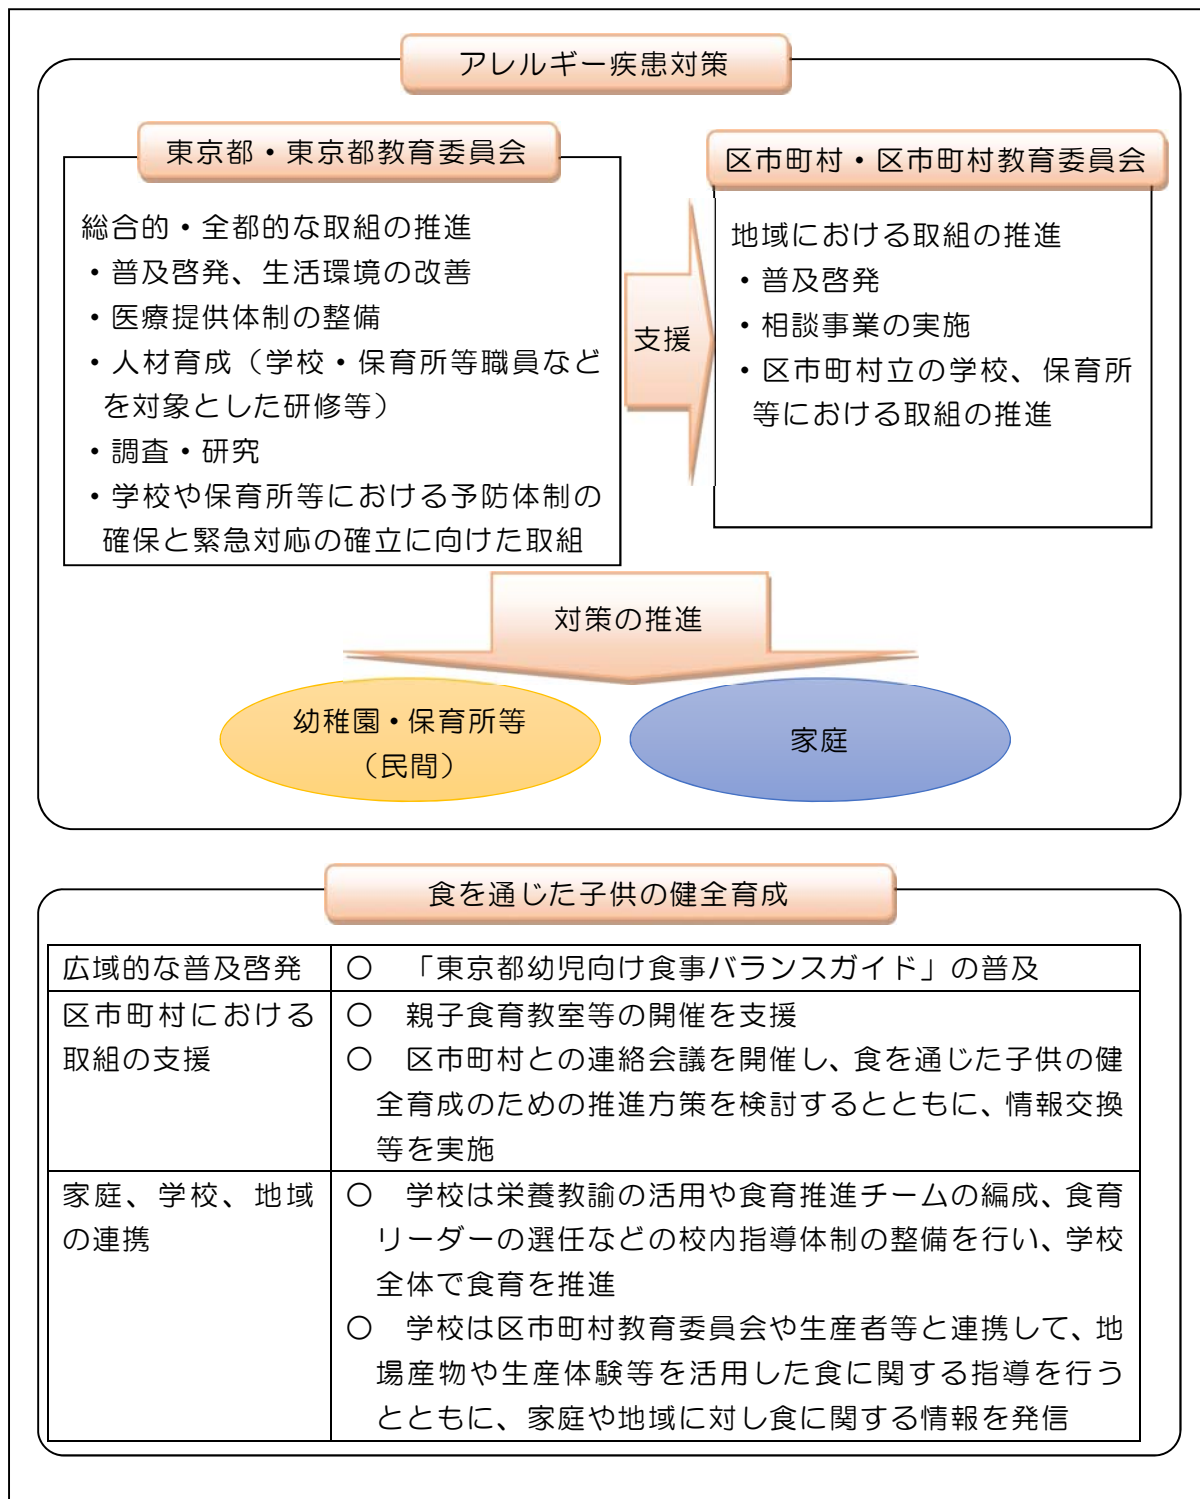 アレルギー疾患対策
東京都・東京都教育委員会
総合的・全都的な取組の推進
・普及啓発、生活環境の改善
・医療提供体制の整備
・人材育成（学校・保育所等職員など
を対象とした研修等）
・調査・研究
・学校や保育所等における予防体制の
確保と緊急対応の確立に向けた取組
支援
区市町村・区市町村教育委員会
地域における取組の推進
・普及啓発
・相談事業の実施
・区市町村立の学校、保育所
等における取組の推進
対策の推進
幼稚園・保育所等
（民間）
家庭
食を通じた子供の健全育成
広域的な普及啓発
○　「東京都幼児向け食事バランスガイド」の普及
区市町村における
取組の支援
○　親子食育教室等の開催を支援
○　区市町村との連絡会議を開催し、食を通じた子供の健
全育成のための推進方策を検討するとともに、情報交換
等を実施
家庭、学校、地域
の連携
○　学校は栄養教諭の活用や食育推進チームの編成、食育
リーダーの選任などの校内指導体制の整備を行い、学校
全体で食育を推進
○　学校は区市町村教育委員会や生産者等と連携して、地
場産物や生産体験等を活用した食に関する指導を行う
とともに、家庭や地域に対し食に関する情報を発信